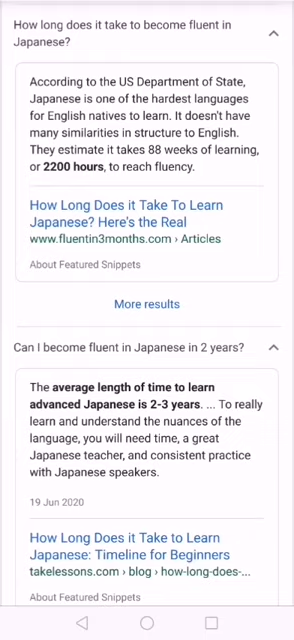 How long does it take to become fluent in
Japanese?
According to the US Department of State,
Japanese is one of the hardest languages
for English natives to learn. It doesn't have
many similarities in structure to English.
They estimate it takes 88 weeks of learning,
or 2200 hours, to reach fluency.
How Long Does it Take To Learn
Japanese? Here's the Real
www.fluentin3months.com › Articles
About Featured Snippets
More results
Can I become fluent in Japanese in 2 years?
The average length of time to learn
advanced Japanese is 2-3 years. ... To really
learn and understand the nuances of the
language, you will need time, a great
Japanese teacher, and consistent practice
with Japanese speakers.
19 Jun 2020
How Long Does it Take to Learn
Japanese: Timeline for Beginners
takelessons.com › blog › how-long-does-...
About Featured Snippets